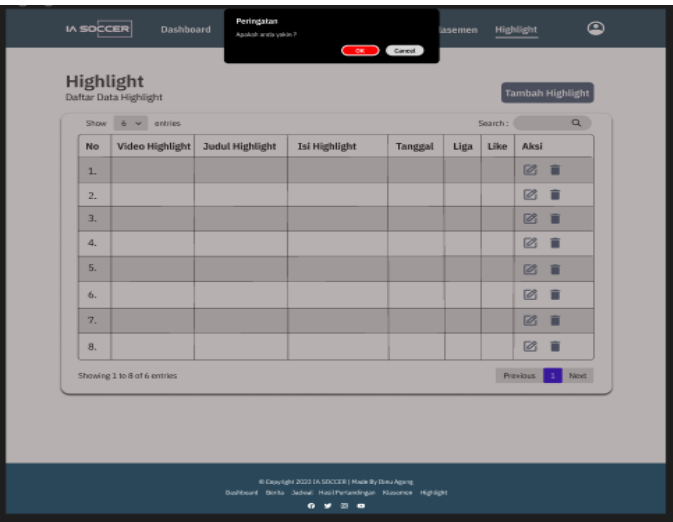 IA SOCCER
Dashbo
Peringatan
Apakah anda yakin ?
OK
Cancel
lasemen
Highlight
Highlight
Daftar Data Highlight
Tambah Highlight
Show 6 entries
Search :
No Video Highlight Judul Highlight Isi Highlight Tanggal Liga Like Aksi
1.
2.
3.
4.
5.
6.
7.
8.
Showing 1 to 8 of 6 entries
Previous 1 Next
© Copyright 2023 IA SOCCER | Made By Ibnu Agung
Dashboard Berita Jadwal Hasil Pertandingan Klasemen Highlight